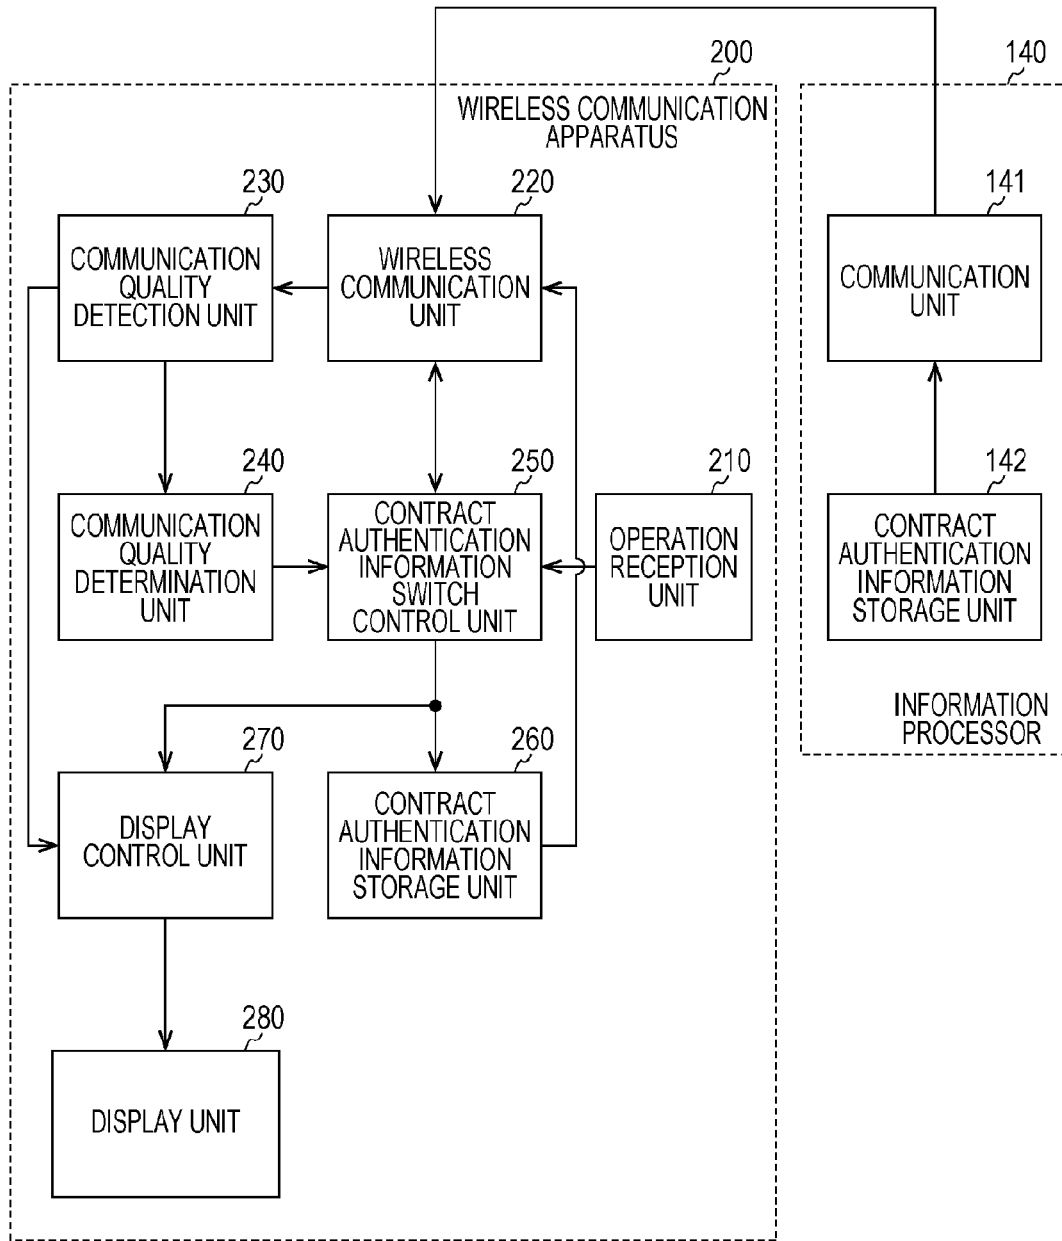 200
140
WIRELESS COMMUNICATION
APPARATUS
230
220
141
COMMUNICATION
QUALITY
DETECTION UNIT
WIRELESS
COMMUNICATION
UNIT
COMMUNICATION
UNIT
240
250
210
142
COMMUNICATION
QUALITY
DETERMINATION
UNIT
CONTRACT
AUTHENTICATION
INFORMATION
SWITCH
CONTROL UNIT
OPERATION
RECEPTION
UNIT
CONTRACT
AUTHENTICATION
INFORMATION
STORAGE UNIT
INFORMATION
PROCESSOR
270
260
DISPLAY
CONTROL UNIT
CONTRACT
AUTHENTICATION
INFORMATION
STORAGE UNIT
280
DISPLAY UNIT